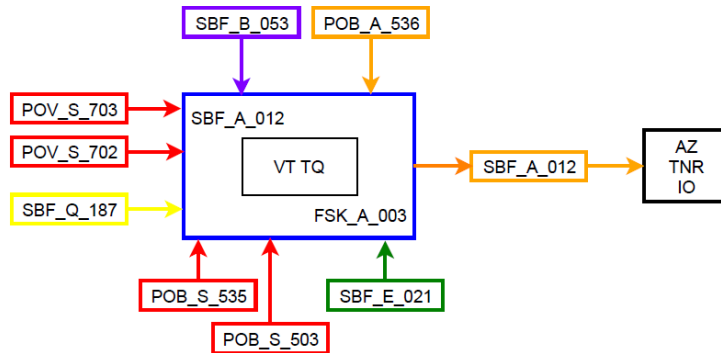 SBF_B_053
POB_A_536
POV_S_703
SBF_A_012
POV_S_702
VT TQ
SBF_A_012
AZ
TNR
IO
SBF_Q_187
FSK_A_003
POB_S_535
SBF_E_021
POB_S_503